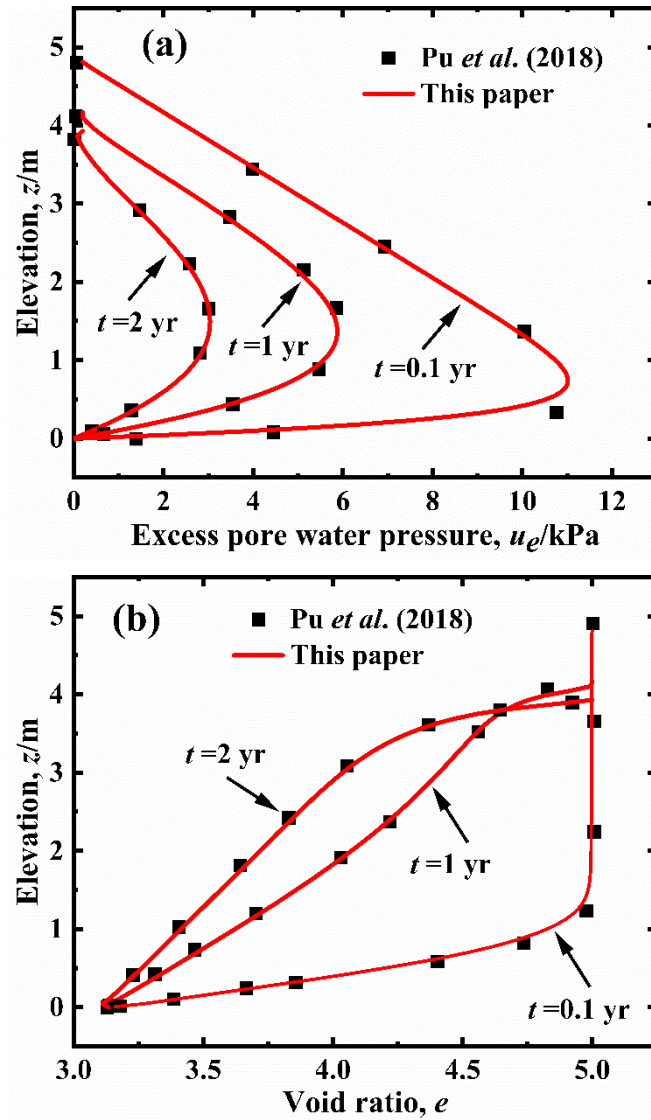 (a)
Pu et al. (2018)
This paper
5
4
3
2
1
0
Elevation, z/m
t =2 yr
t =1 yr
t =0.1 yr
0 2 4 6 8 10 12
Excess pore water pressure, ue/kPa
(b)
Pu et al. (2018)
This paper
5
4
3
2
1
0
Elevation, z/m
t =2 yr
t =1 yr
t =0.1 yr
3.0 3.5 4.0 4.5 5.0
Void ratio, e